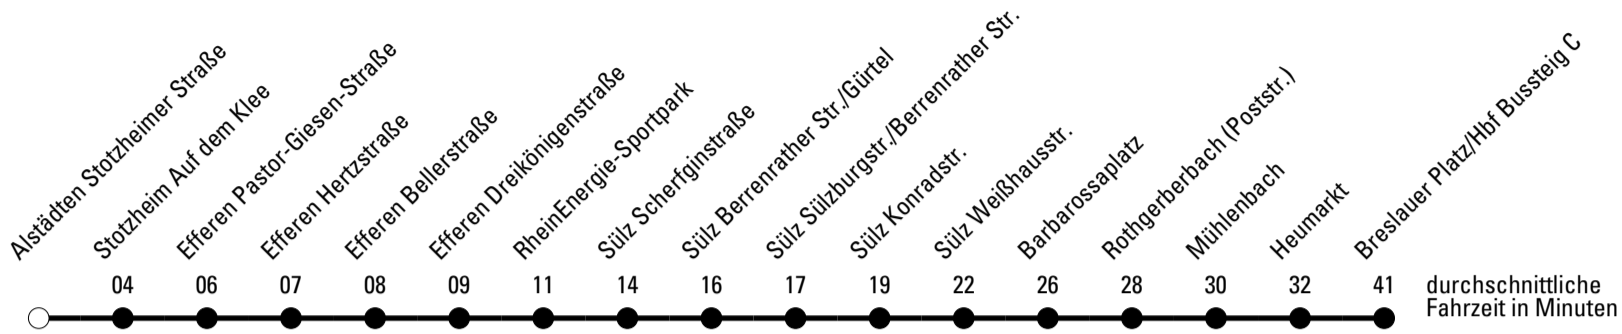 Alstädten Stotzheimer Straße
Stotzheim Auf dem Klee
Efferen Pastor-Giesen-Straße
Efferen Hertzstraße
Efferen Bellerstraße
Efferen Dreikönigenstraße
RheinEnergie-Sportpark
Sülz Scherfginstraße
Sülz Berrenrather Str./Gürtel
Sülz Sülzburgstr./Berrenrather Str.
Sülz Konradstr.
Sülz Weißhausstr.
Barbarossaplatz
Rothgerberbach (Poststr.)
Mühlenbach
Heumarkt
Breslauer Platz/Hbf Bussteig C
04 06 07 08 09 11 14 16 17 19 22 26 28 30 32 41
durchschnittliche
Fahrzeit in Minuten